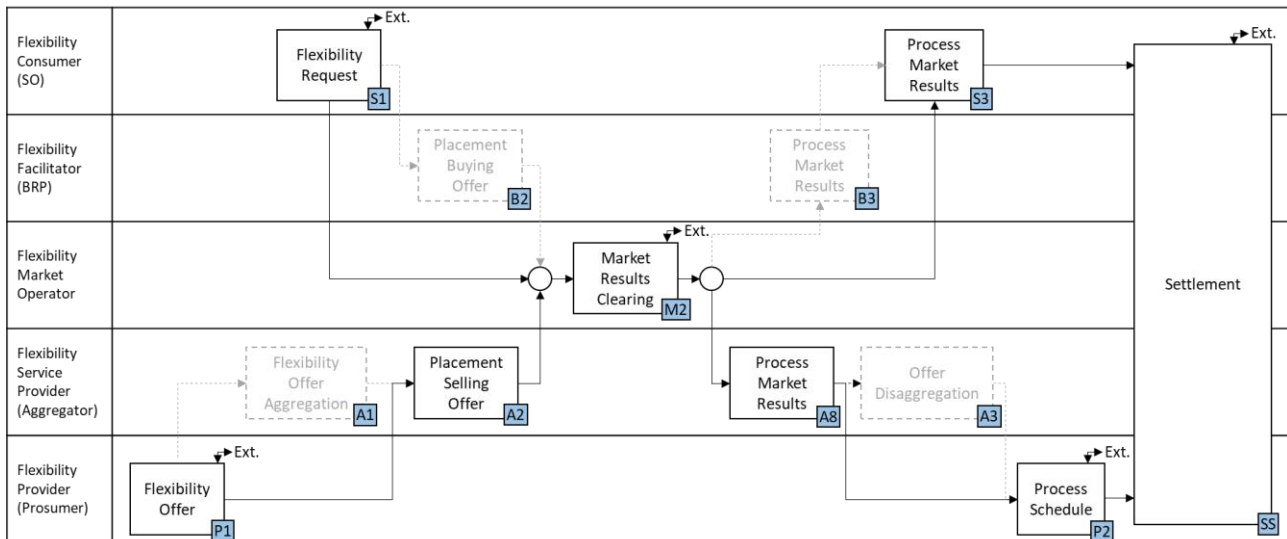 Flexibility
Consumer
(SO)
Ext.
Flexibility
Request
S1
Ext.
Process
Market
Results
S3
Ext.
Flexibility
Facilitator
(BRP)
Placement
Buying
Offer
B2
Process
Market
Results
B3
Flexibility
Market
Operator
Ext.
Market
Results
Clearing
M2
Settlement
SS
Flexibility
Service
Provider
(Aggregator)
Flexibility
Offer
Aggregation
A1
Placement
Selling
Offer
A2
Process
Market
Results
A8
Offer
Disaggregation
A3
Flexibility
Provider
(Prosumer)
Ext.
Flexibility
Offer
P1
Ext.
Process
Schedule
P2